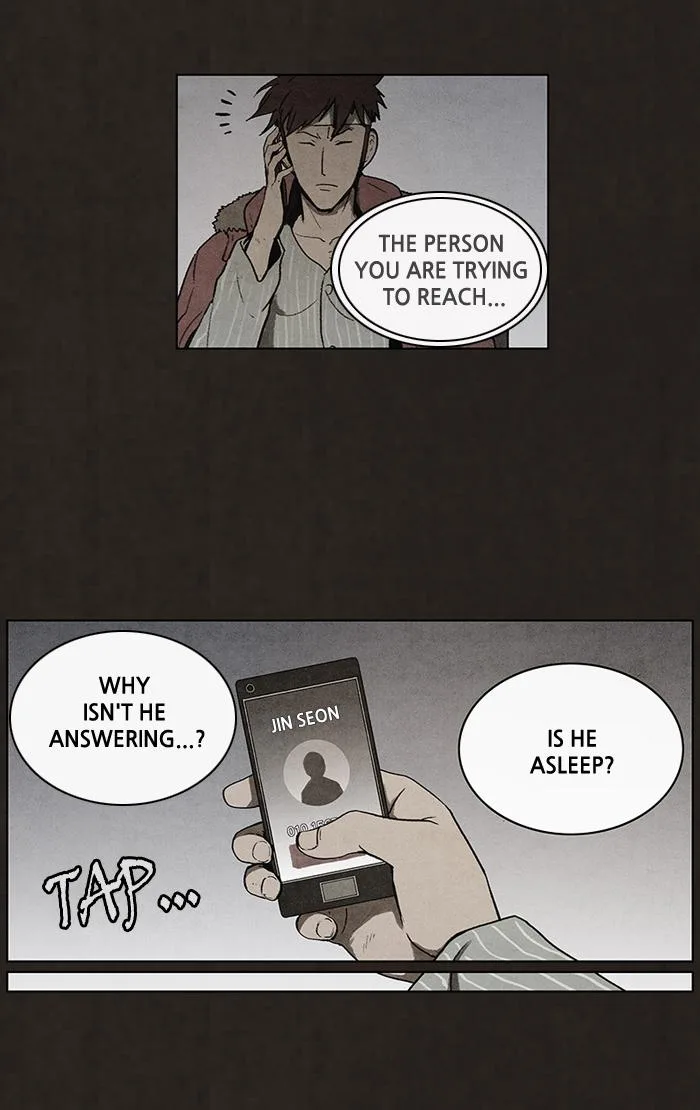 THE PERSON
YOU ARE TRYING
TO REACH...
WHY
ISN'T HE
ANSWERING...?
JIN SEON
IS HE
ASLEEP?
TAP...